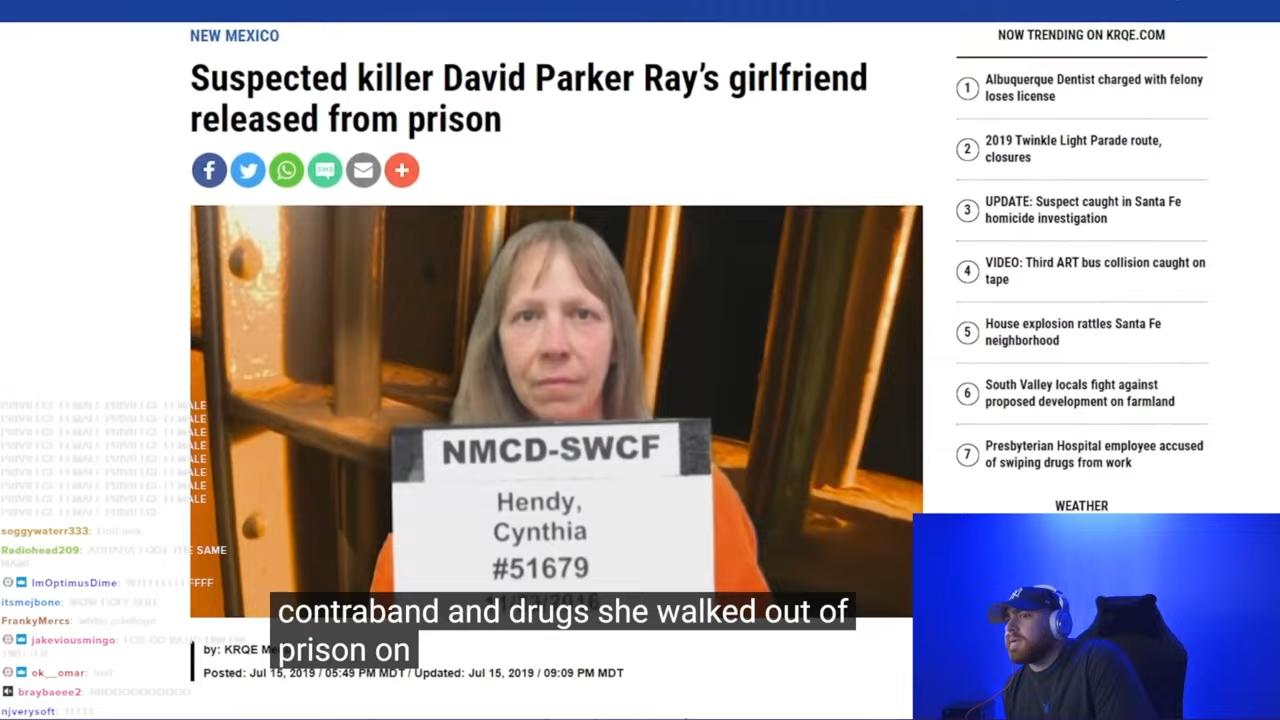 NEW MEXICO
Suspected killer David Parker Ray's girlfriend
released from prison
SMS
NMCD-SWCF
Hendy,
Cynthia
#51679
contraband and drugs she walked out of
prison on
by: KRQE
Posted: Jul 15, 2019 / 05:49 PM MDT / Updated: Jul 15, 2019 / 09:09 PM MDT
NOW TRENDING ON KRQE.COM
1
Albuquerque Dentist charged with felony
loses license
2
2019 Twinkle Light Parade route,
closures
3
UPDATE: Suspect caught in Santa Fe
homicide investigation
4
VIDEO: Third ART bus collision caught on
tape
5
House explosion rattles Santa Fe
neighborhood
6
South Valley locals fight against
proposed development on farmland
7
Presbyterian Hospital employee accused
of swiping drugs from work
WEATHER
soggywaterr333:
Radiohead209: SAME
ImOptimusDime:
itsmejbone:
FrankyMercs:
jakeviousmingo:
ok__omar:
braybaeee2:
njverysoft: